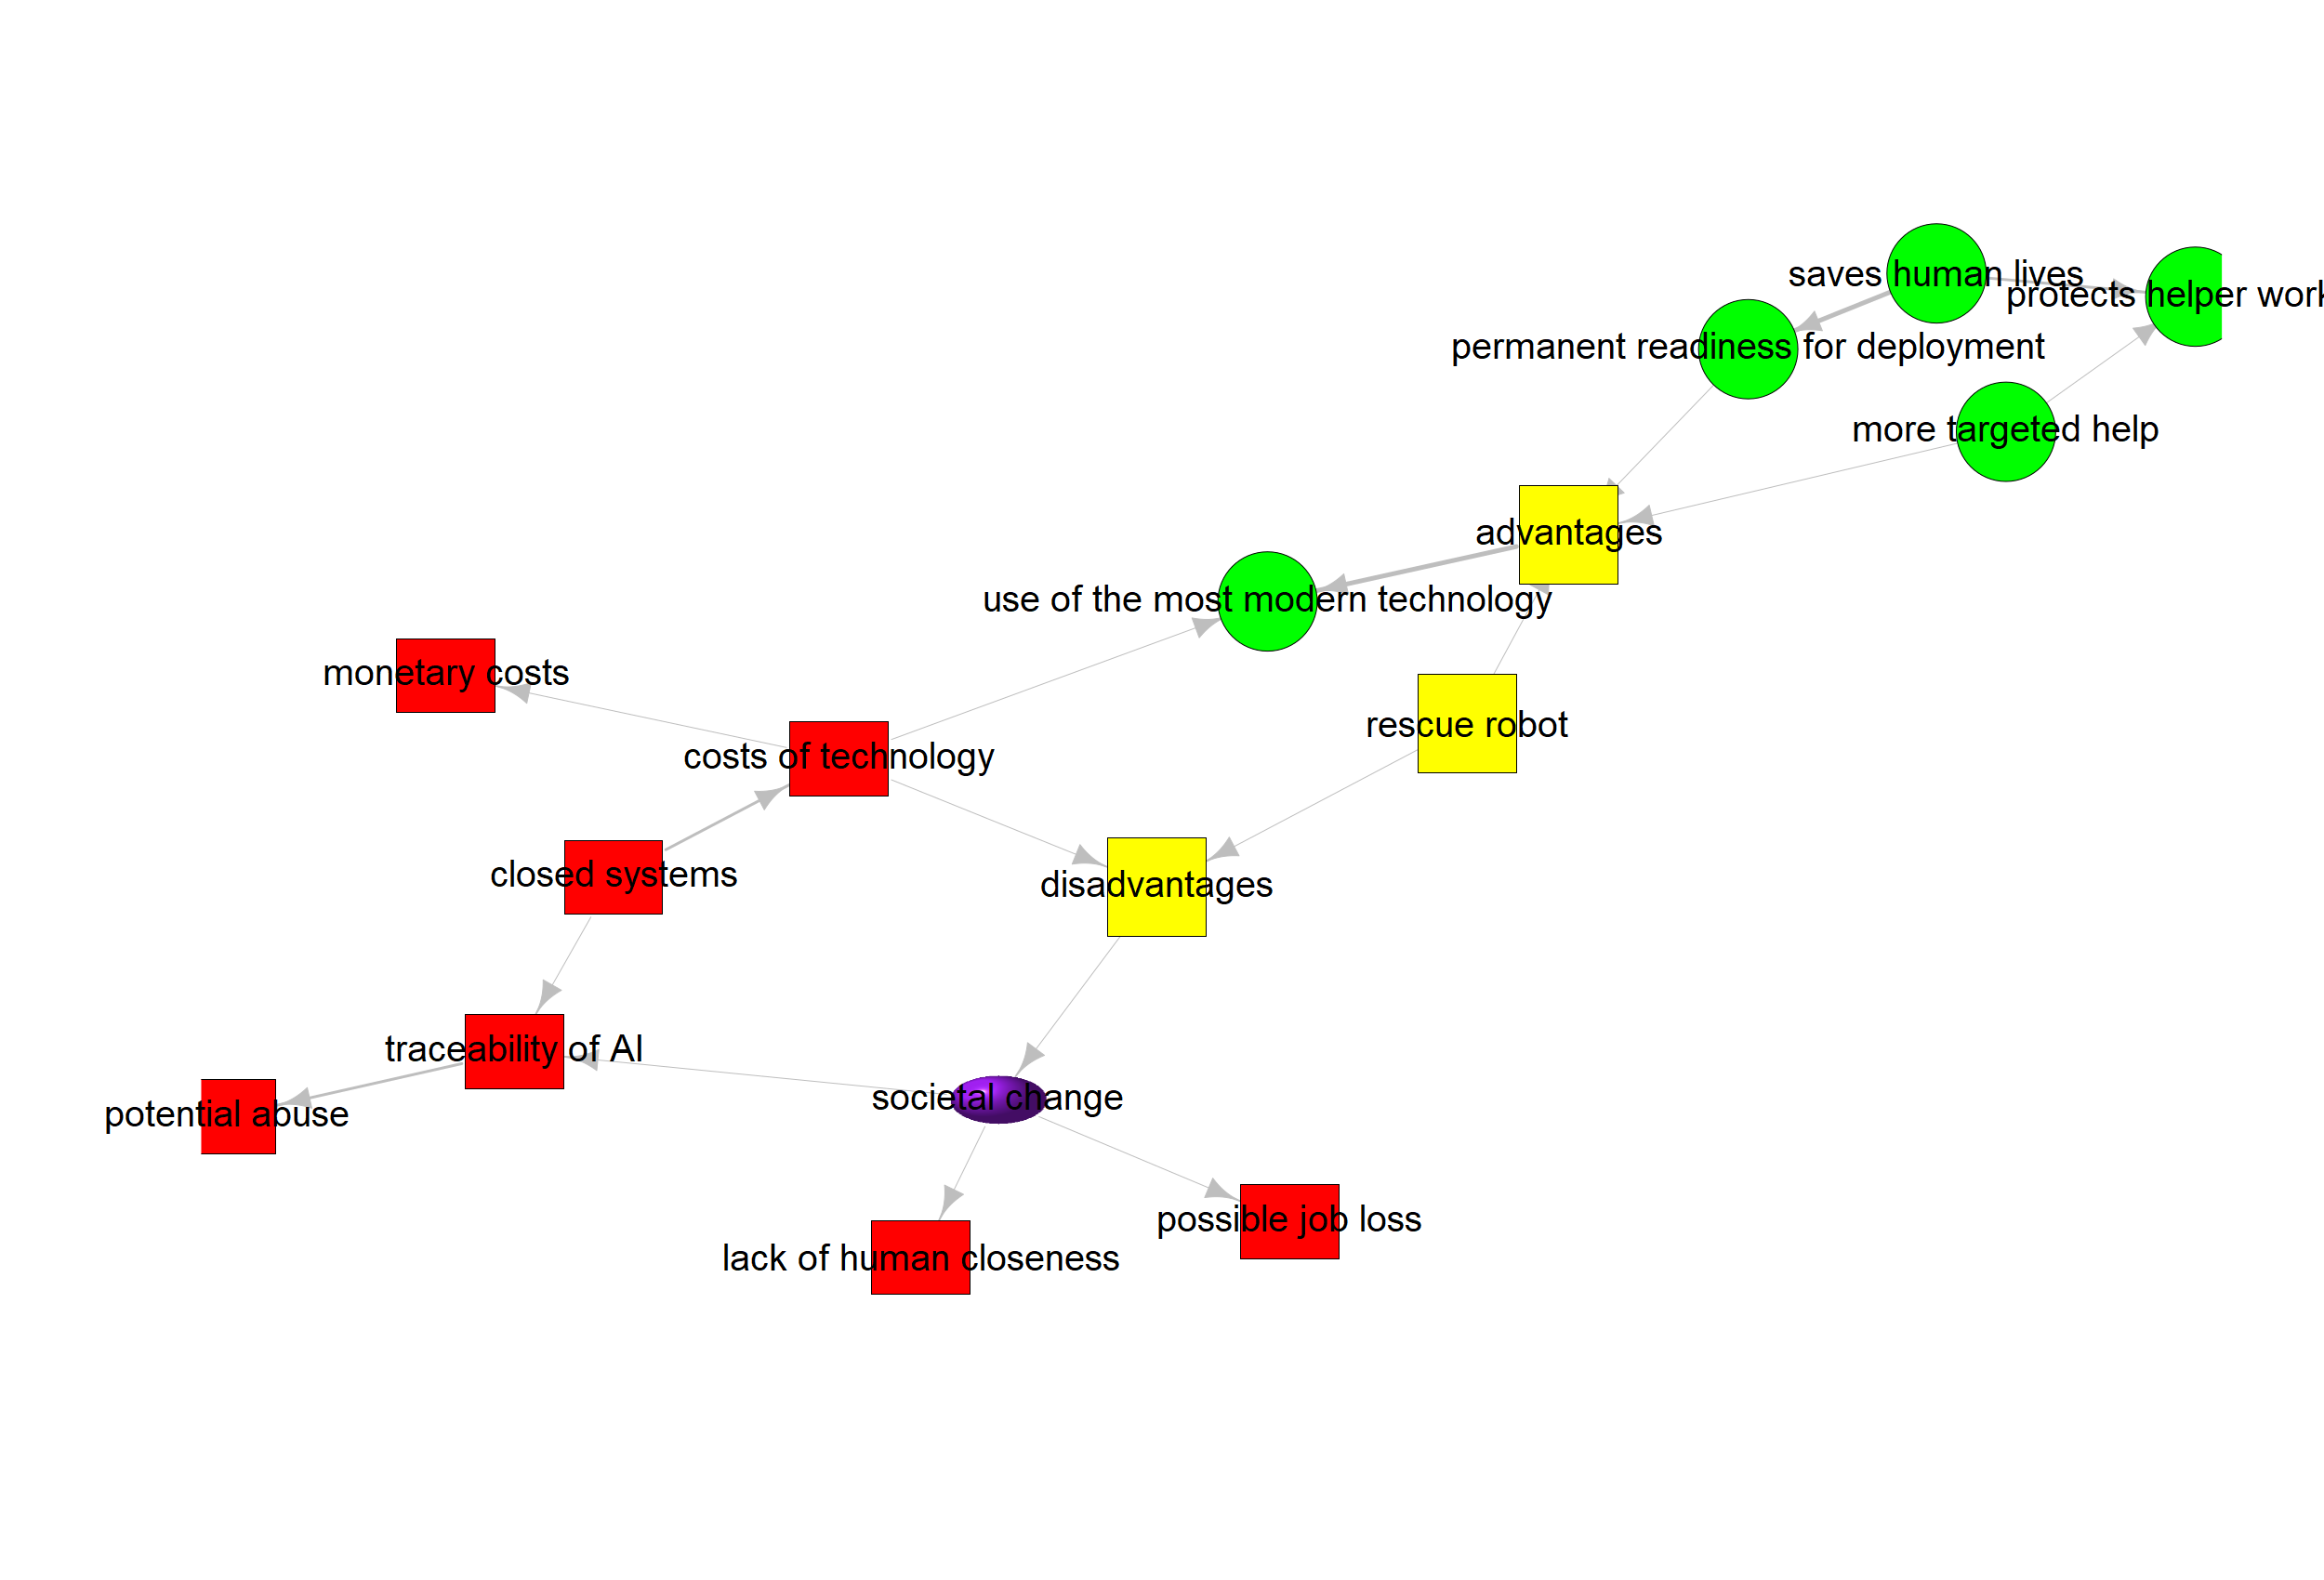 saves human lives
protects helper
permanent readiness for deployment
more targeted help
advantages
use of the most modern technology
monetary costs
rescue robot
costs of technology
closed systems
disadvantages
traceability of AI
societal change
potential abuse
possible job loss
lack of human closeness